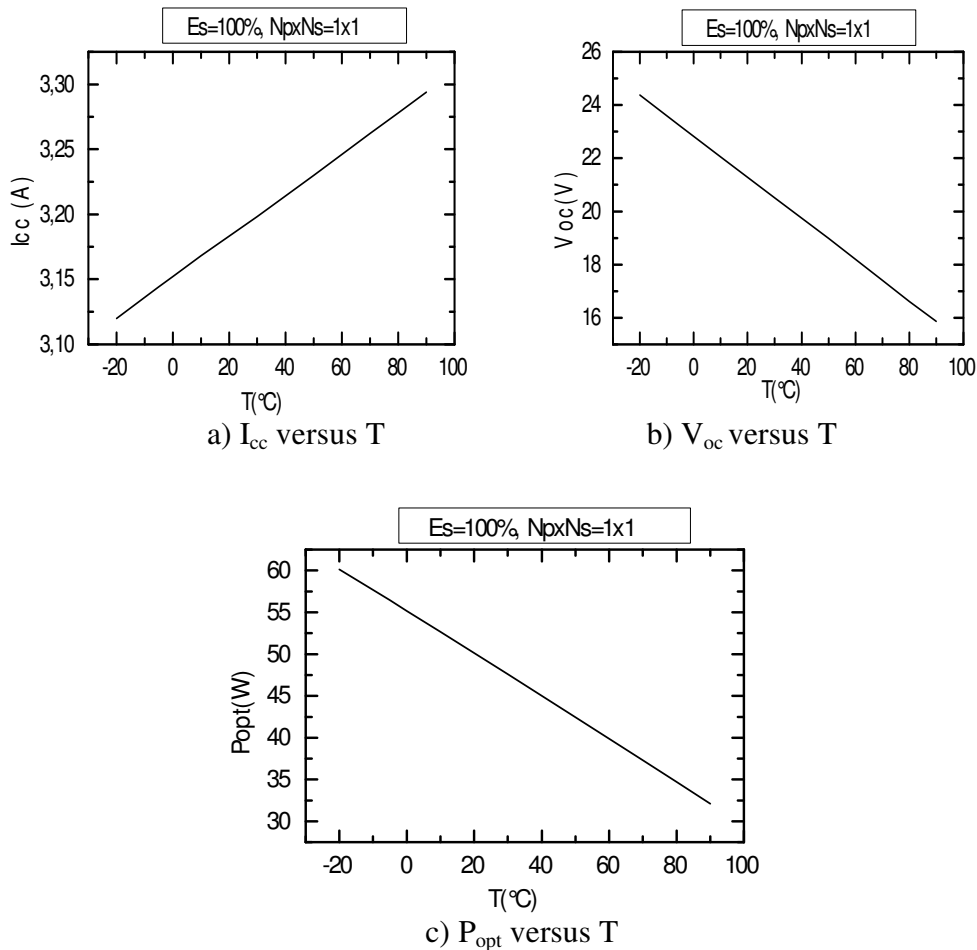 Es=100%, NpxNs=1x1
3,30
3,25
3,20
3,15
3,10
Icc (A)
-20 0 20 40 60 80 100
T(°C)
a) Icc versus T
Es=100%, NpxNs=1x1
26
24
22
20
18
16
Voc(V)
-20 0 20 40 60 80 100
T(°C)
b) Voc versus T
Es=100%, NpxNs=1x1
60
55
50
45
40
35
30
Popt(W)
-20 0 20 40 60 80 100
T(°C)
c) Popt versus T